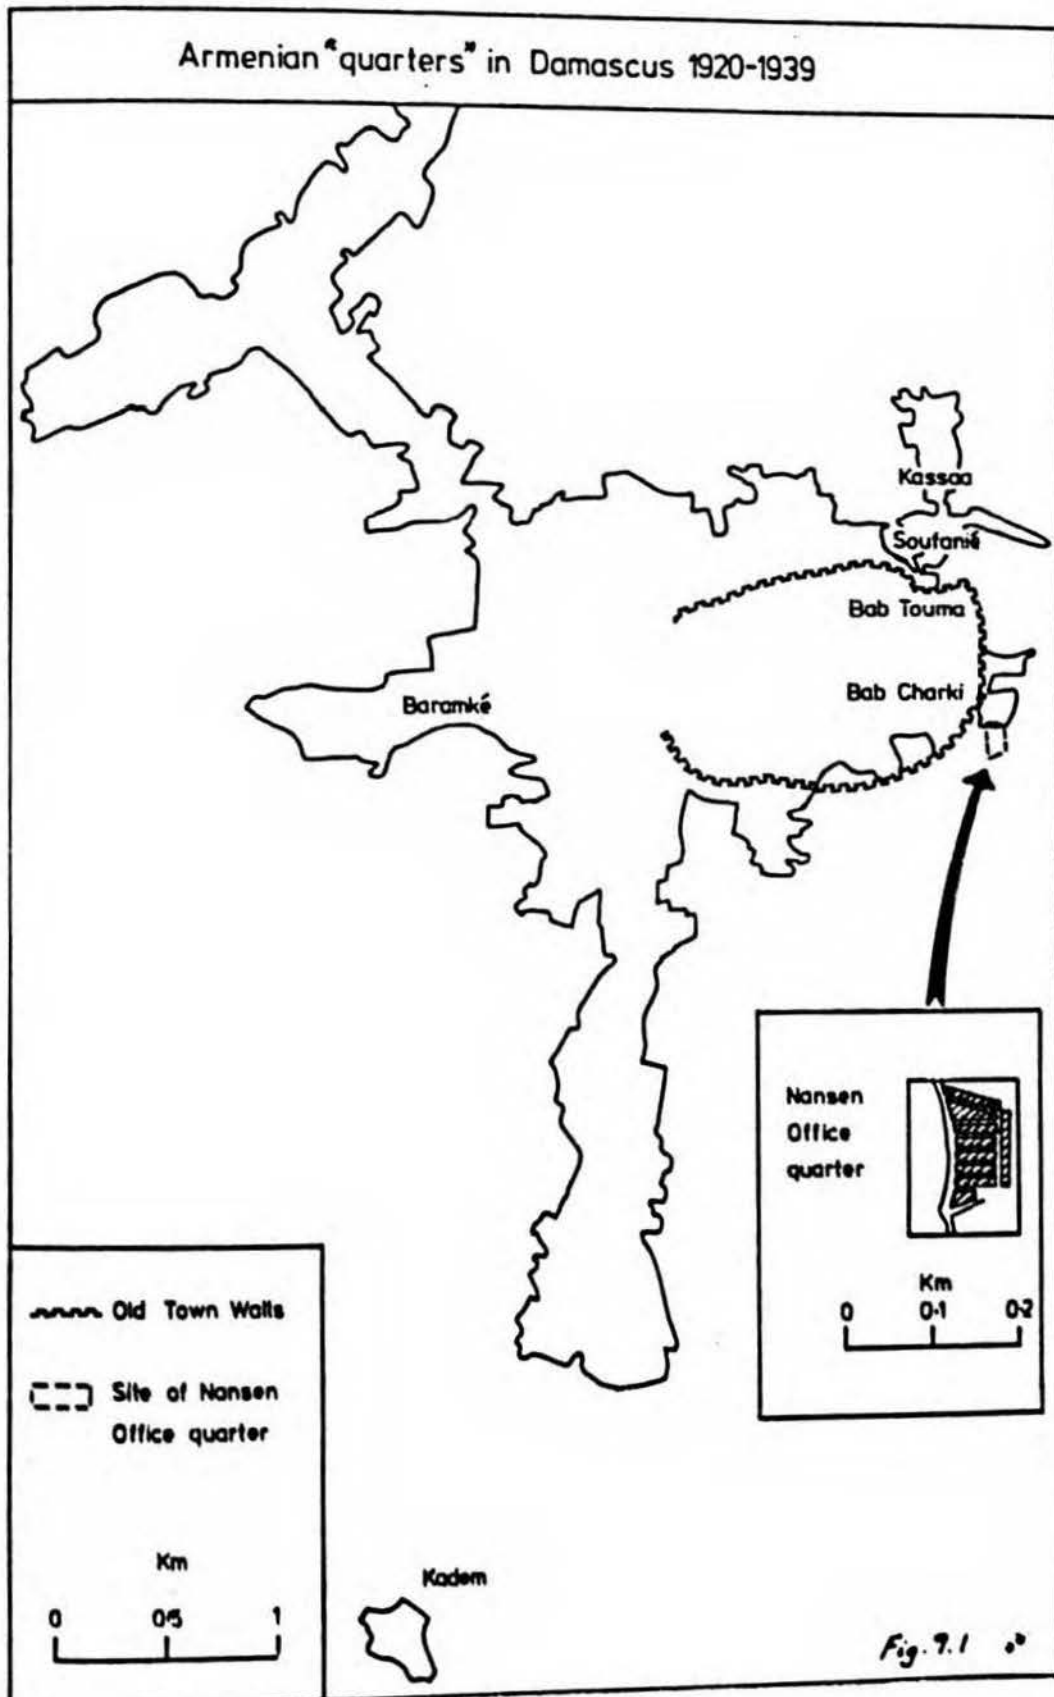 Armenian "quarters" in Damascus 1920-1939
Kassaa
Soufanié
Bab Touma
Bab Charki
Baramké
Nansen
Office
quarter
Km
0 0·1 0·2
Old Town Walls
Site of Nansen
Office quarter
Km
0 0·5 1
Kadem
Fig. 9.1